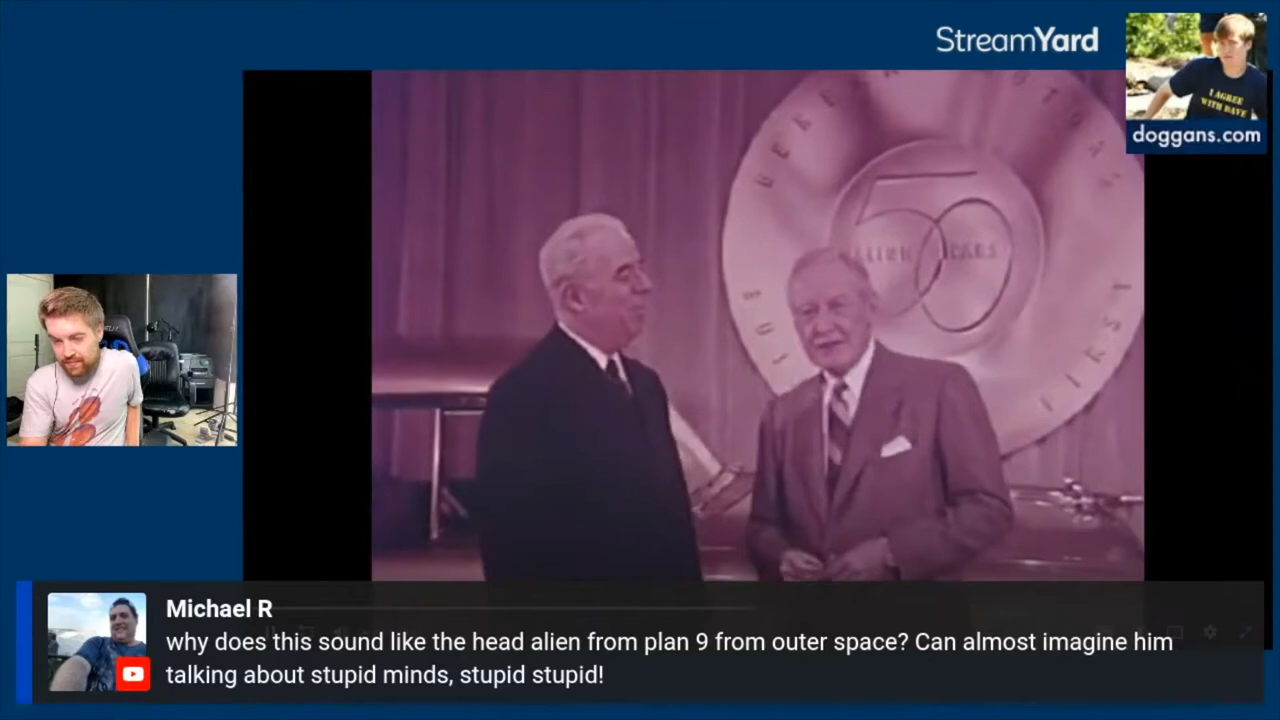 StreamYard
I AGREE
WITH DAVE
doggans.com
50
CARS
Michael R
why does this sound like the head alien from plan 9 from outer space? Can almost imagine him
talking about stupid minds, stupid stupid!